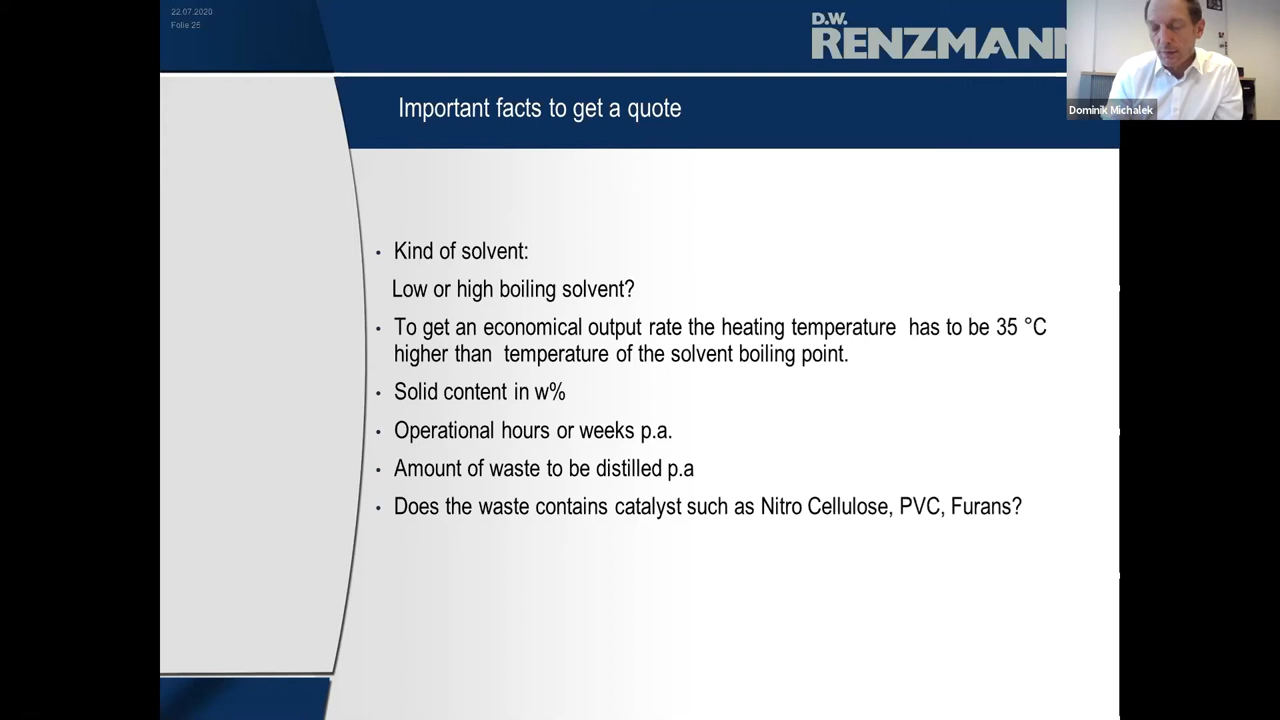 22.07.2020
Folie 25
D.W.
RENZMANN
Dominik Michalek
Important facts to get a quote
• Kind of solvent:
Low or high boiling solvent?
• To get an economical output rate the heating temperature has to be 35 °C
higher than temperature of the solvent boiling point.
• Solid content in w%
• Operational hours or weeks p.a.
• Amount of waste to be distilled p.a
• Does the waste contains catalyst such as Nitro Cellulose, PVC, Furans?